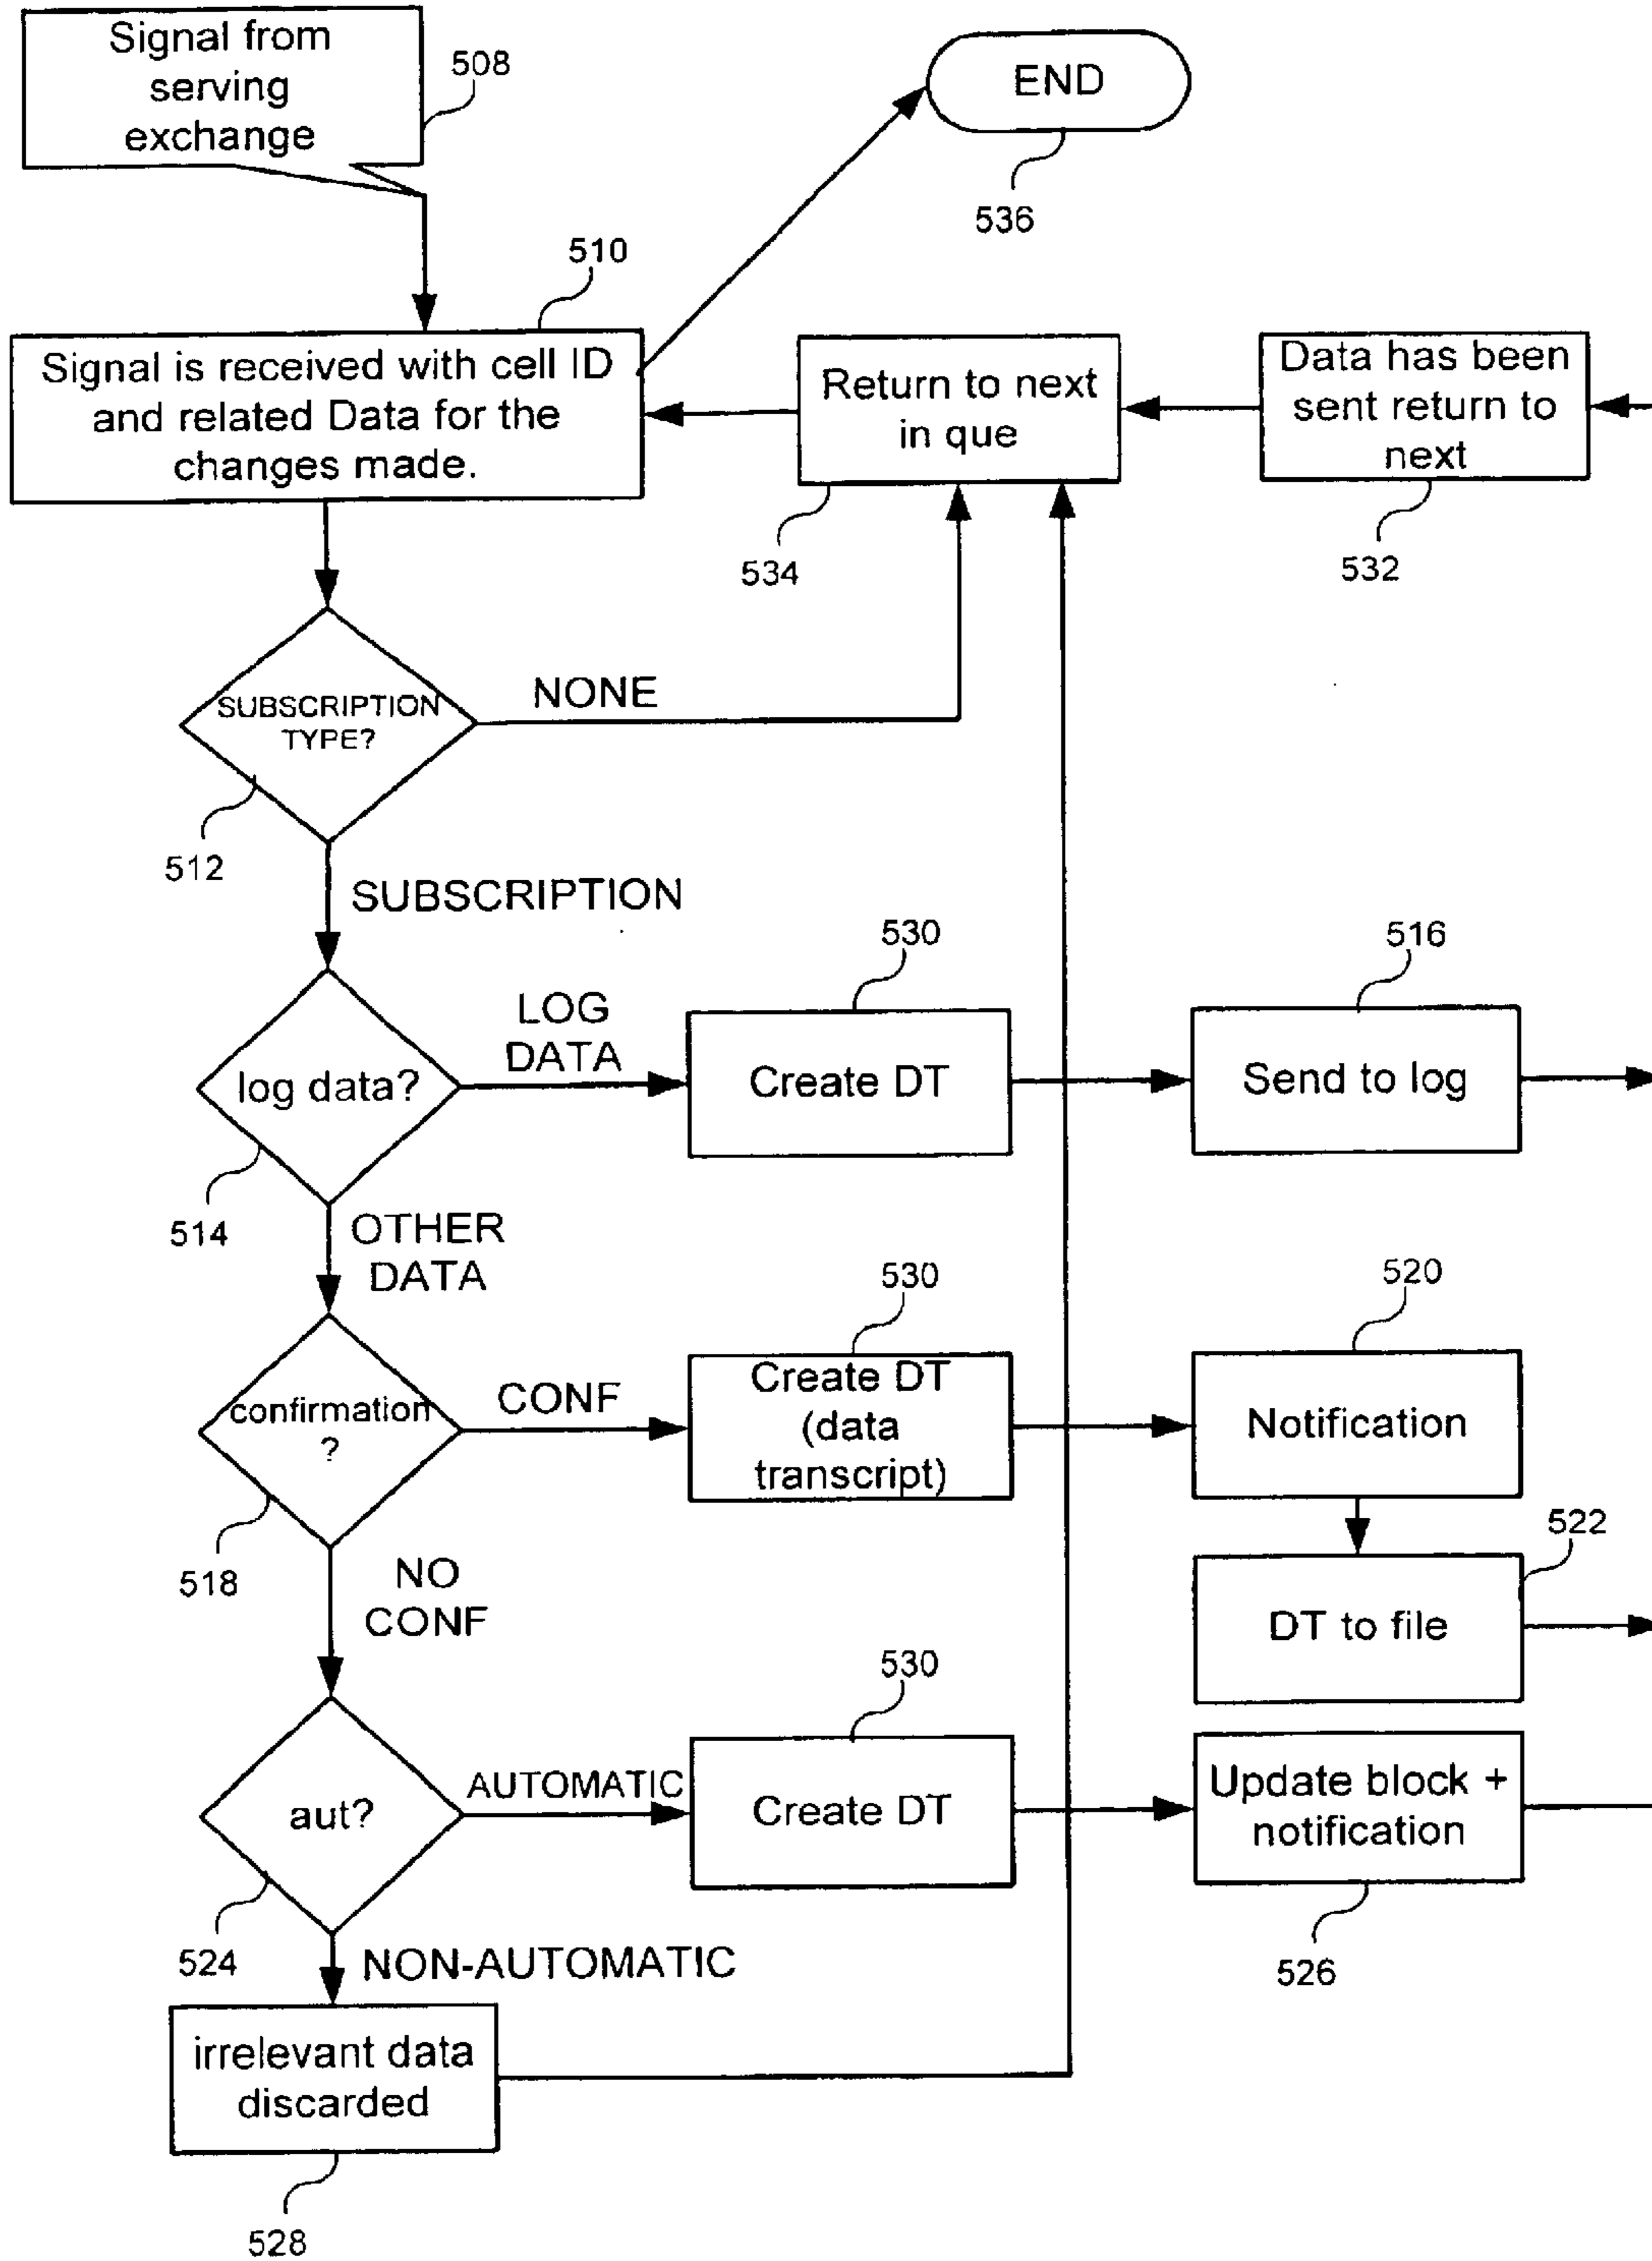 Signal from
serving
exchange
508
END
536
510
Signal is received with cell ID
and related Data for the
changes made.
Return to next
in que
534
Data has been
sent return to
next
532
SUBSCRIPTION
TYPE?
NONE
512
SUBSCRIPTION
log data?
LOG
DATA
530
Create DT
516
Send to log
514
OTHER
DATA
confirmation
?
CONF
530
Create DT
(data
transcript)
520
Notification
522
DT to file
518
NO
CONF
aut?
AUTOMATIC
530
Create DT
Update block +
notification
526
524
NON-AUTOMATIC
irrelevant data
discarded
528